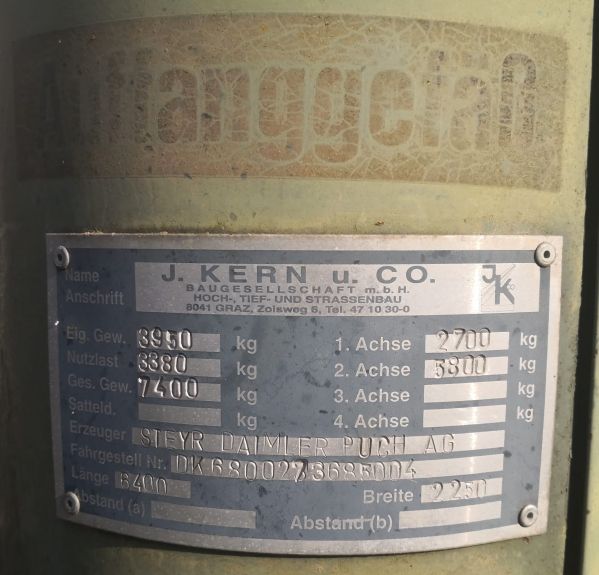 Auffanggefäß
Name
Anschrift
J. KERN u. CO.
BAUGESELLSCHAFT m.b.H.
HOCH-, TIEF- UND STRASSENBAU
8041 GRAZ, Zoisweg 6, Tel. 47 10 30-0
JK
Eig. Gew. 3950 kg 1. Achse 2700 kg
Nutzlast 3380 kg 2. Achse 5800 kg
Ges. Gew. 7400 kg 3. Achse kg
Satteld. kg 4. Achse kg
Erzeuger STEYR DAIMLER PUCH AG
Fahrgestell Nr. DK6800273685004
Länge 6400 Breite 2250
Abstand (a) Abstand (b)